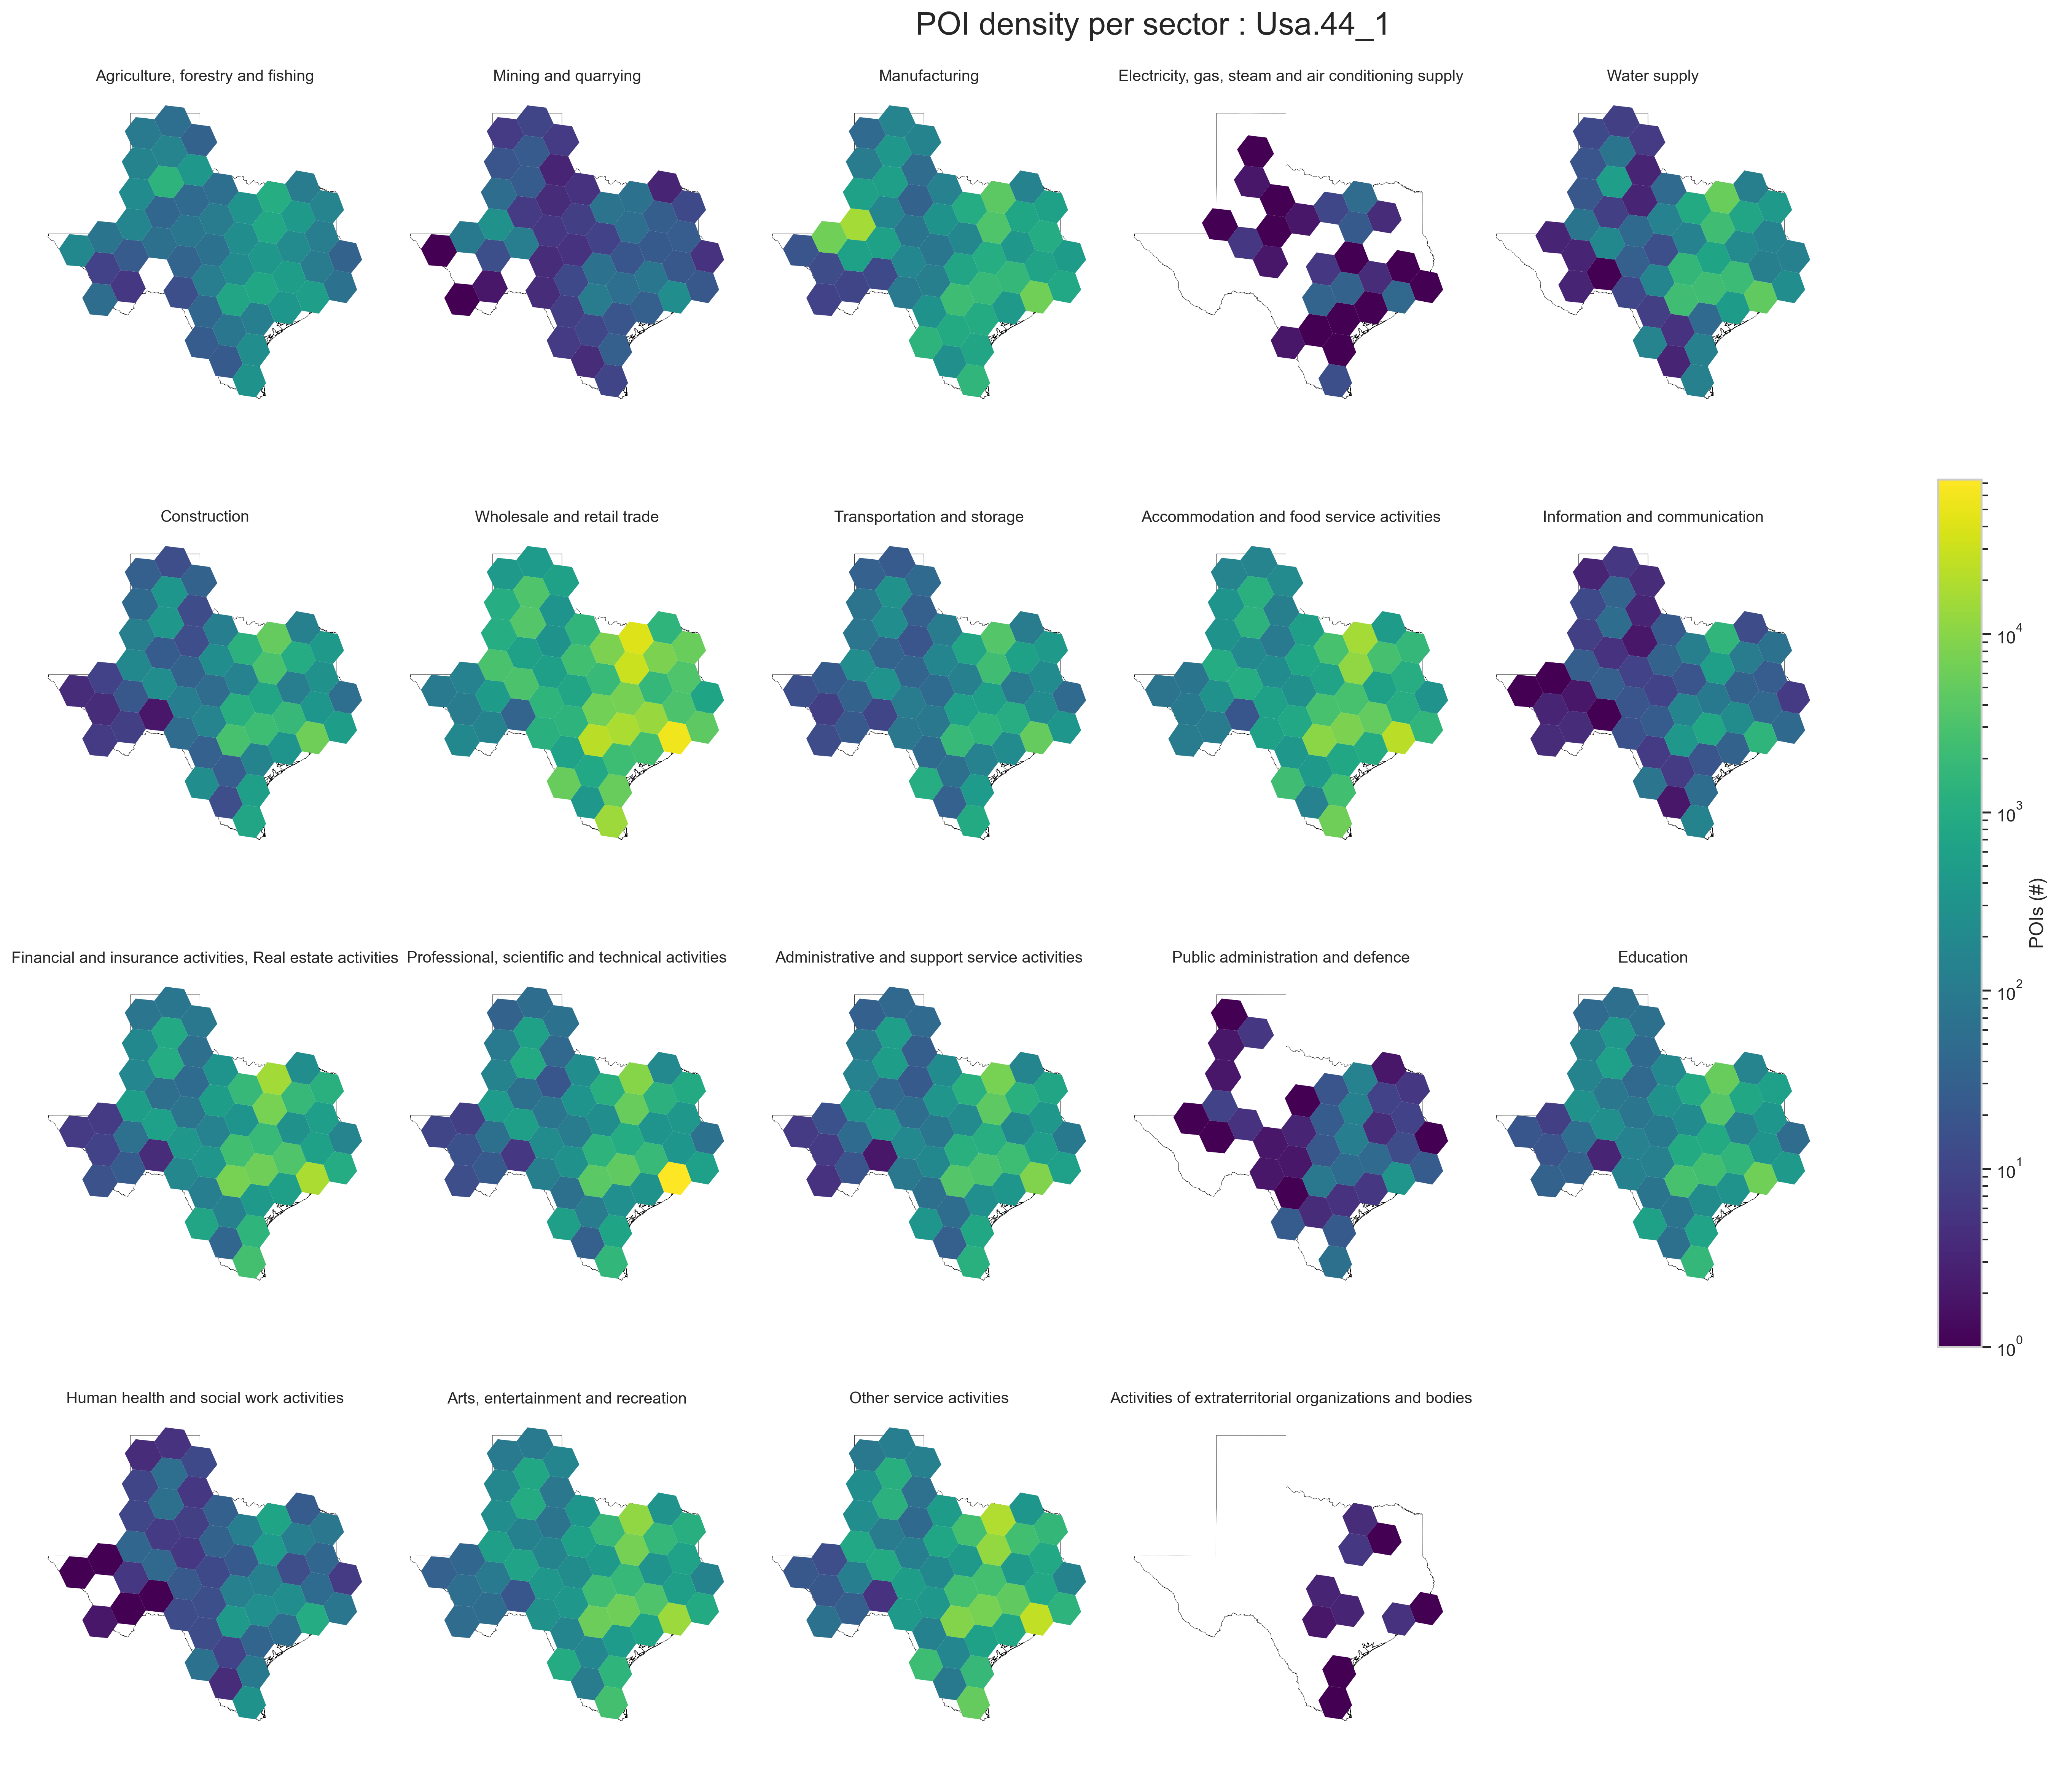 POI density per sector : Usa.44_1
Agriculture, forestry and fishing
Mining and quarrying
Manufacturing
Electricity, gas, steam and air conditioning supply
Water supply
Construction
Wholesale and retail trade
Transportation and storage
Accommodation and food service activities
Information and communication
Financial and insurance activities, Real estate activities
Professional, scientific and technical activities
Administrative and support service activities
Public administration and defence
Education
Human health and social work activities
Arts, entertainment and recreation
Other service activities
Activities of extraterritorial organizations and bodies
10^4
10^3
10^2
10^1
10^0
POIs (#)